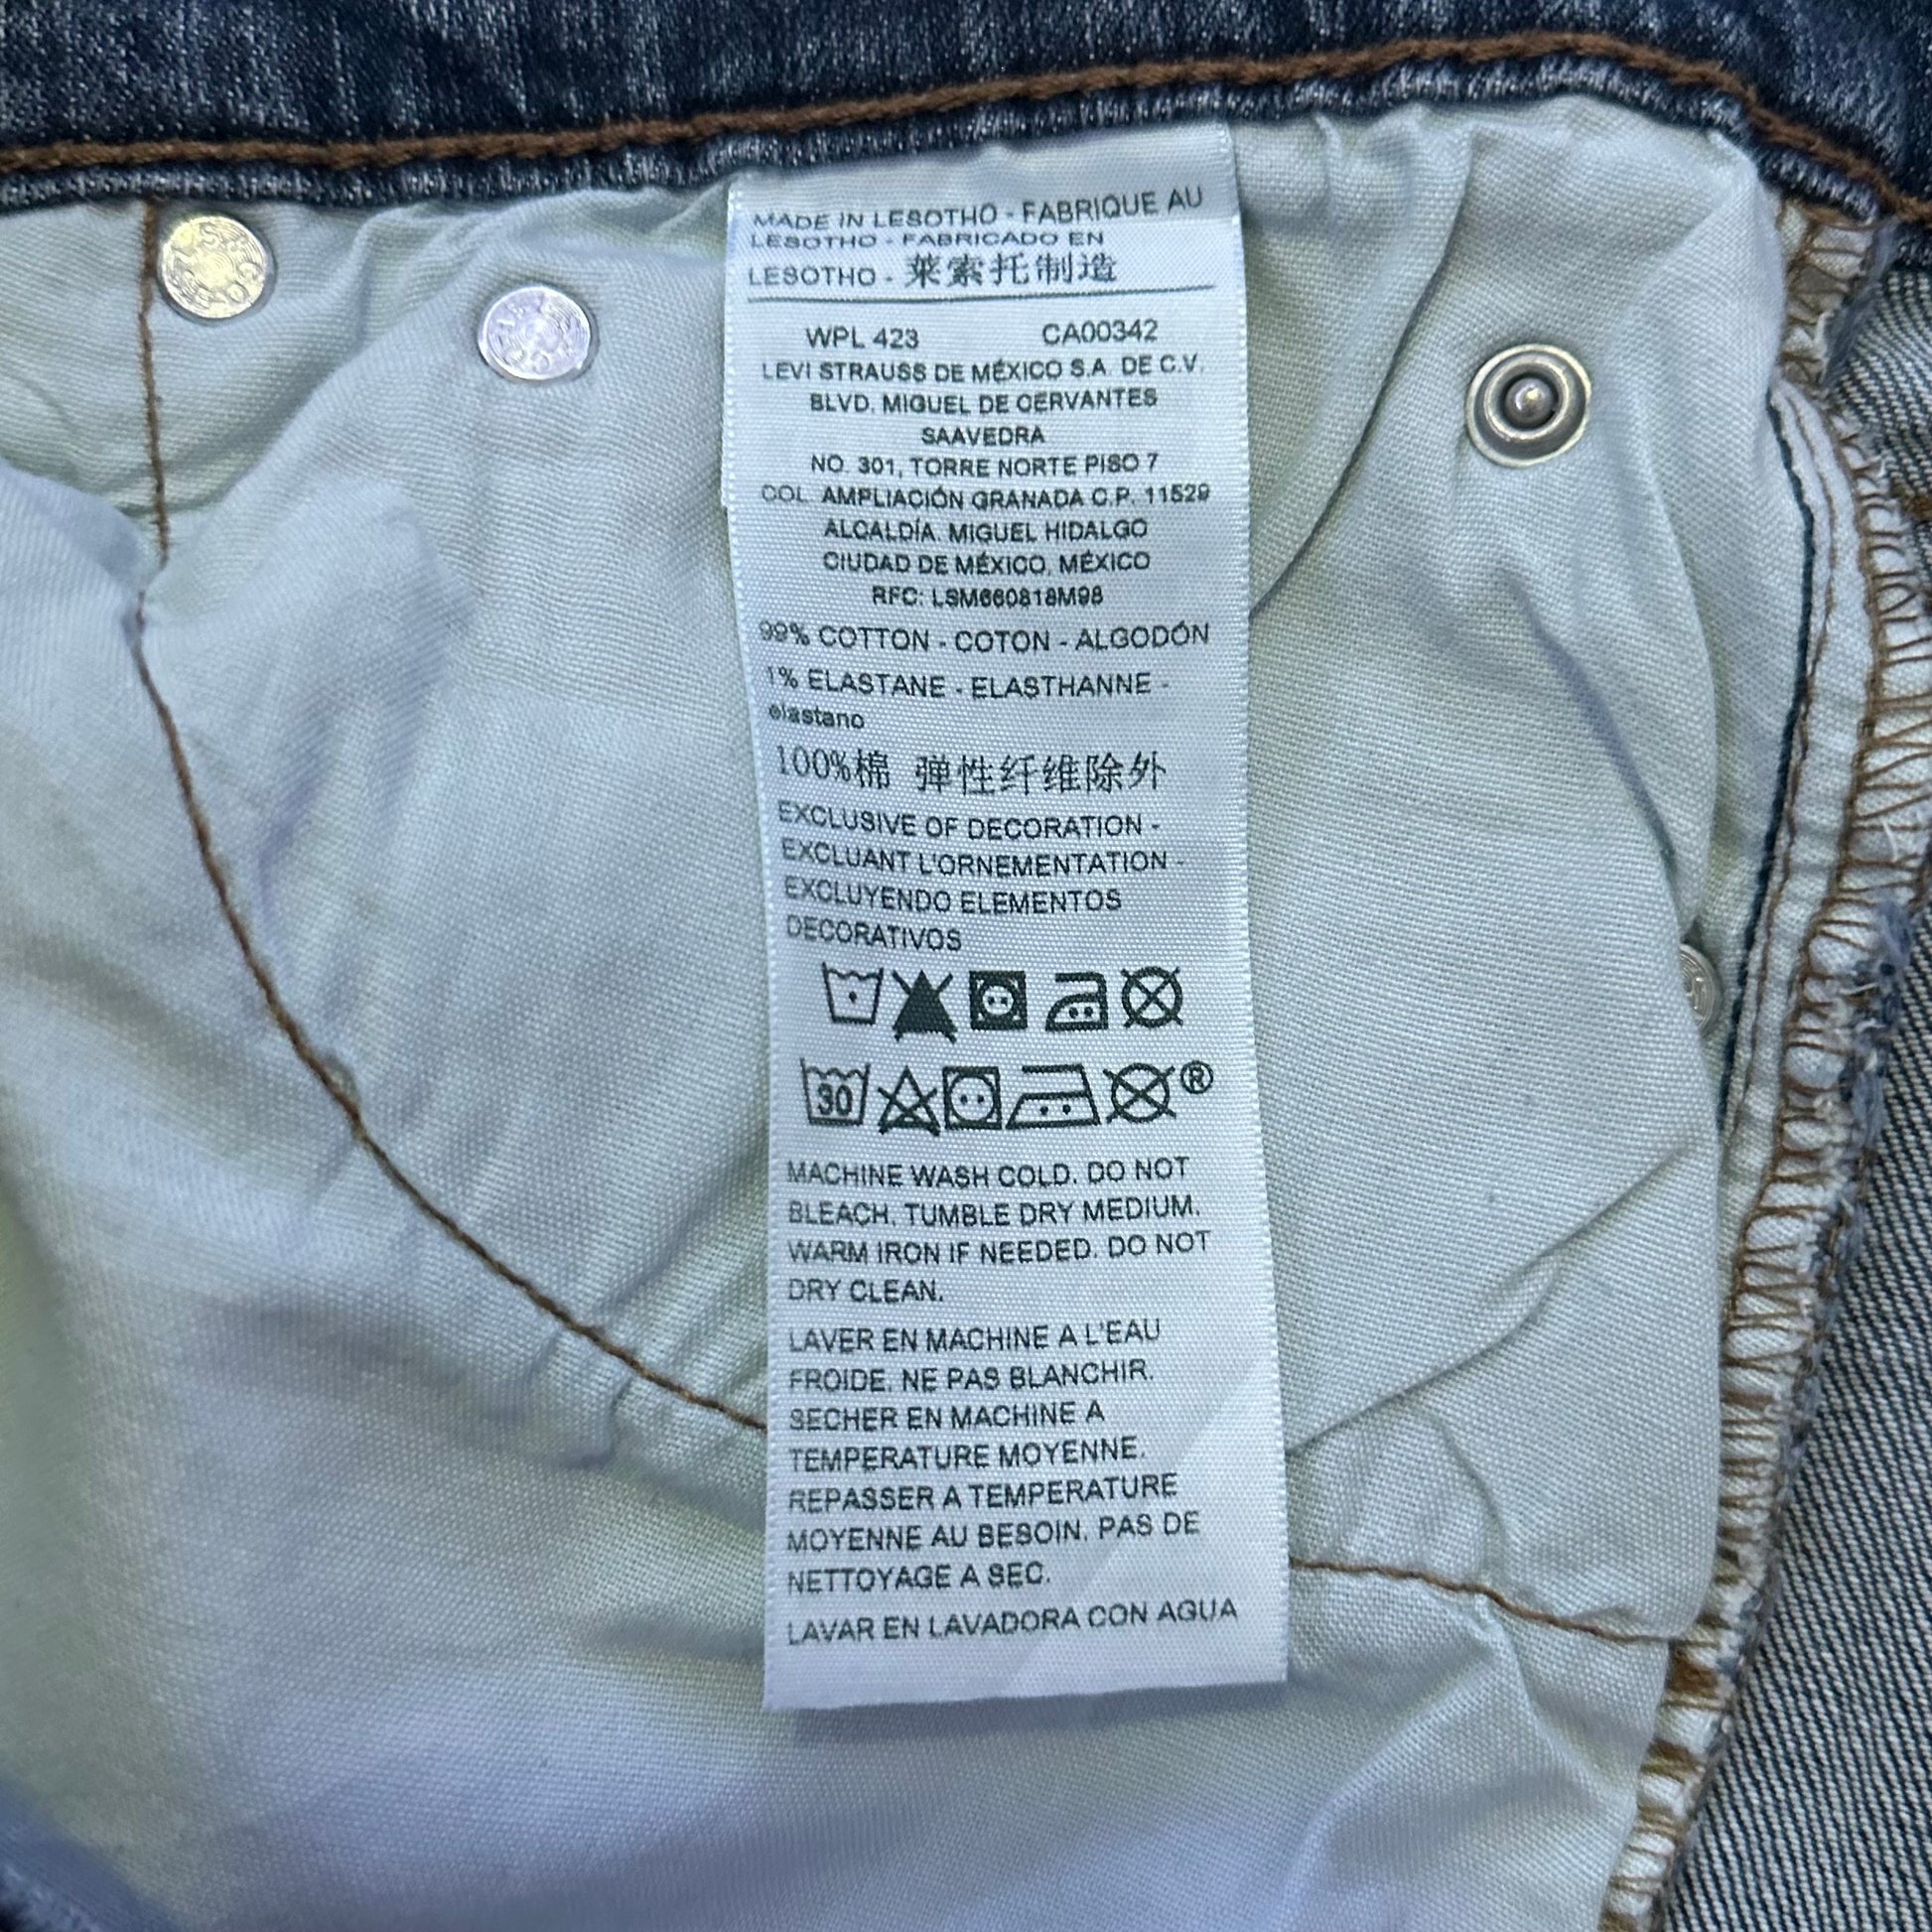 MADE IN LESOTHO - FABRIQUE AU
LESOTHO - FABRICADO EN
LESOTHO - 莱索托制造
WPL 423 CA00342
LEVI STRAUSS DE MÉXICO S.A. DE C.V.
BLVD. MIGUEL DE CERVANTES
SAAVEDRA
NO. 301, TORRE NORTE PISO 7
COL. AMPLIACIÓN GRANADA C.P. 11529
ALCALDÍA. MIGUEL HIDALGO
CIUDAD DE MÉXICO, MÉXICO
RFC: LSM660818M98
99% COTTON - COTON - ALGODÓN
1% ELASTANE - ELASTHANNE -
elastano
100%棉 弹性纤维除外
EXCLUSIVE OF DECORATION -
EXCLUANT L'ORNEMENTATION -
EXCLUYENDO ELEMENTOS
DECORATIVOS
30 ®
MACHINE WASH COLD. DO NOT
BLEACH. TUMBLE DRY MEDIUM.
WARM IRON IF NEEDED. DO NOT
DRY CLEAN.
LAVER EN MACHINE A L'EAU
FROIDE. NE PAS BLANCHIR.
SECHER EN MACHINE A
TEMPERATURE MOYENNE.
REPASSER A TEMPERATURE
MOYENNE AU BESOIN. PAS DE
NETTOYAGE A SEC.
LAVAR EN LAVADORA CON AGUA